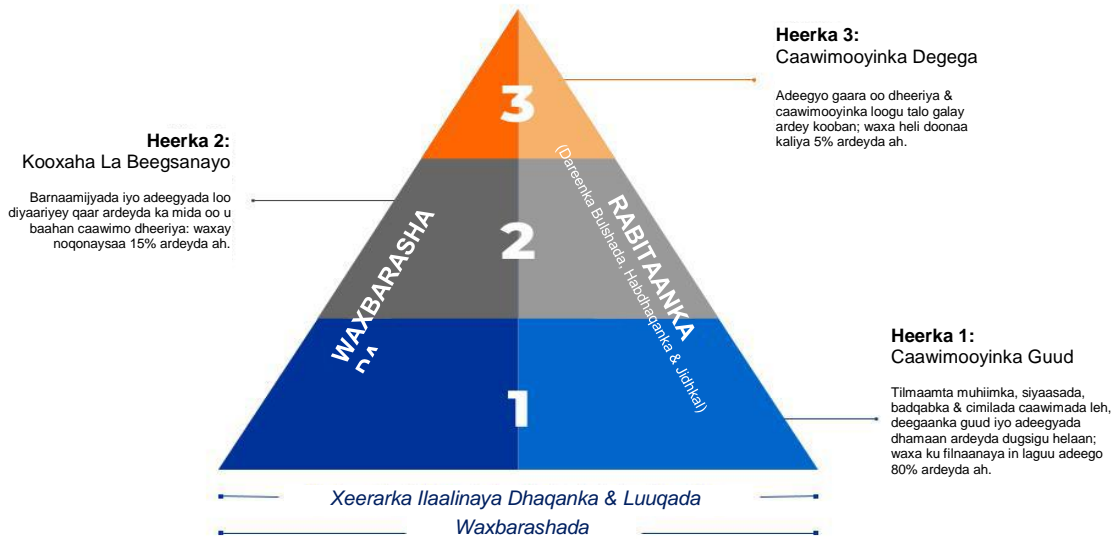 Heerka 3:
Caawimooyinka Degega
Adeegyo gaara oo dheeriya &
caawimooyinka loogu talo galay
ardey kooban; waxa heli doonaa
kaliya 5% ardeyda ah.
3
Heerka 2:
Kooxaha La Beegsanayo
Barnaamijyada iyo adeegyada loo
diyaariyey qaar ardeyda ka mida oo u
baahan caawimo dheeriya: waxay
noqonaysaa 15% ardeyda ah.
2
WAXBARASHA
DA
RABITAANKA
(Dareenka Bulshada, Habdhaqanka & Jidhkal)
Heerka 1:
Caawimooyinka Guud
Tilmaamta muhiimka, siyaasada,
badqabka & cimilada caawimada leh,
deegaanka guud iyo adeegyada
dhamaan ardeyda dugsigu helaan;
waxa ku filnaanaya in laguu adeego
80% ardeyda ah.
1
Xeerarka Ilaalinaya Dhaqanka & Luuqada
Waxbarashada